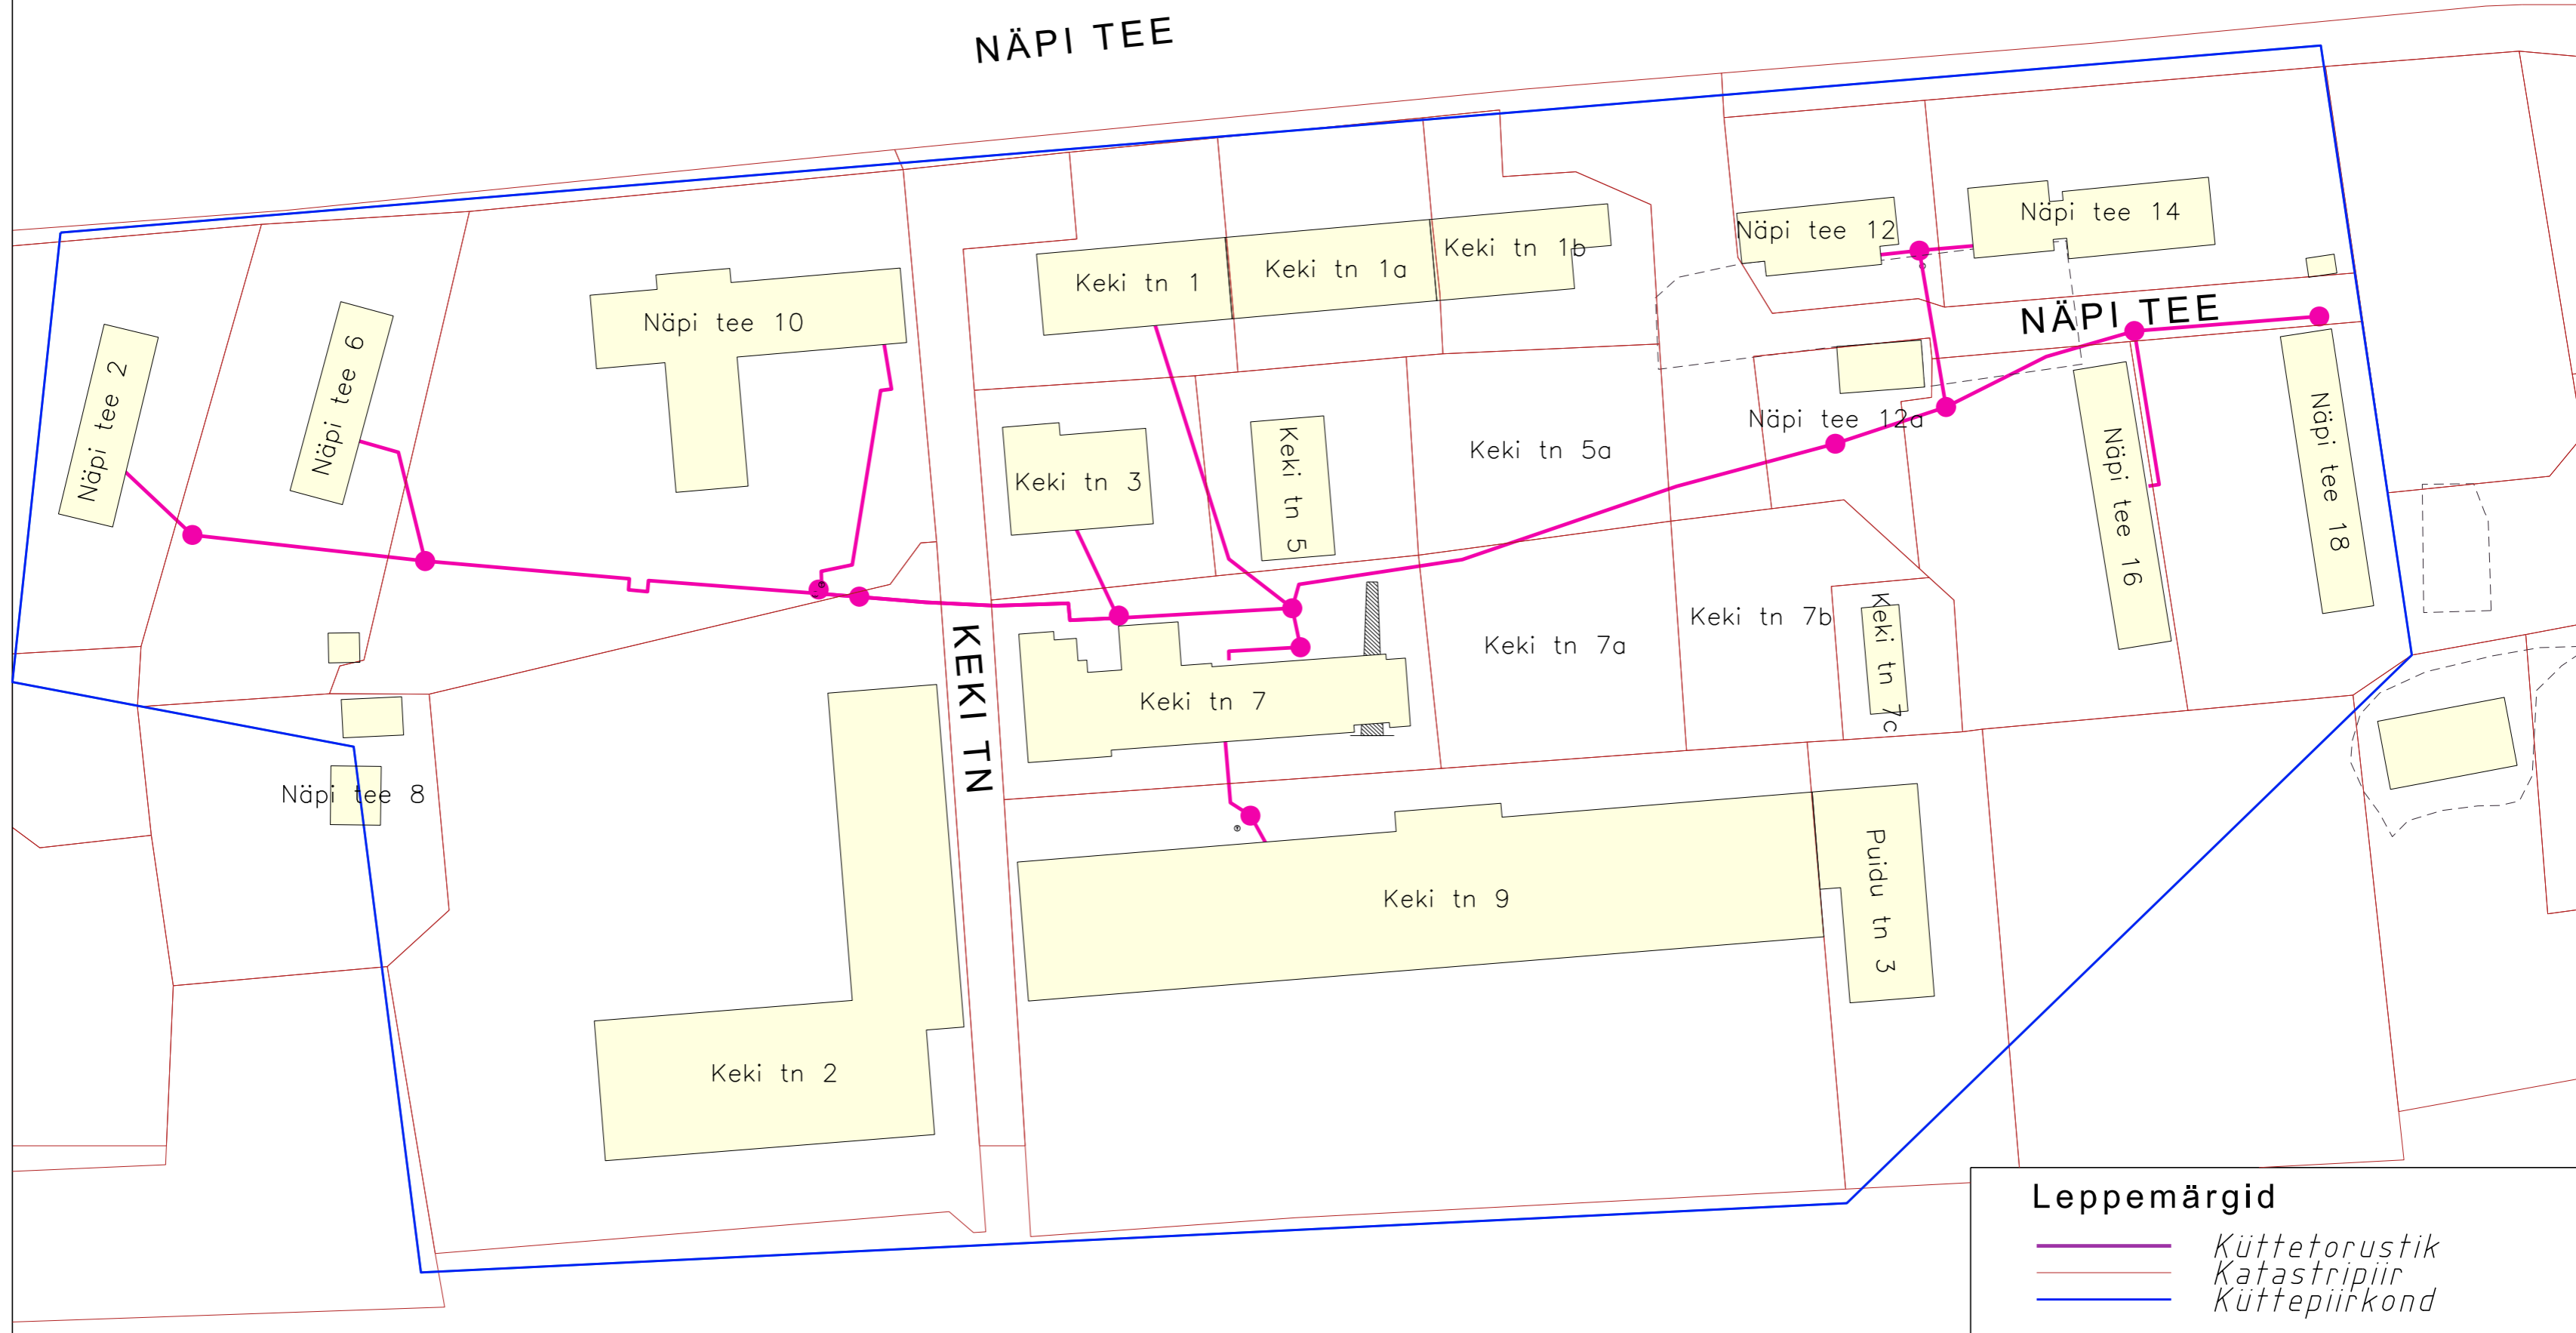 NÄPI TEE
Näpi tee 2
Näpi tee 6
Näpi tee 10
Keki tn 1
Keki tn 1a
Keki tn 1b
Näpi tee 12
Näpi tee 14
NÄPI TEE
Keki tn 3
Keki tn 5
Keki tn 5a
Näpi tee 12a
Näpi tee 16
Näpi tee 18
KEKI TN
Keki tn 7
Keki tn 7a
Keki tn 7b
Keki tn 7c
Näpi tee 8
Keki tn 2
Keki tn 9
Puidu tn 3
Leppemärgid
Küttetorustik
Katastripiir
Küttepiirkond